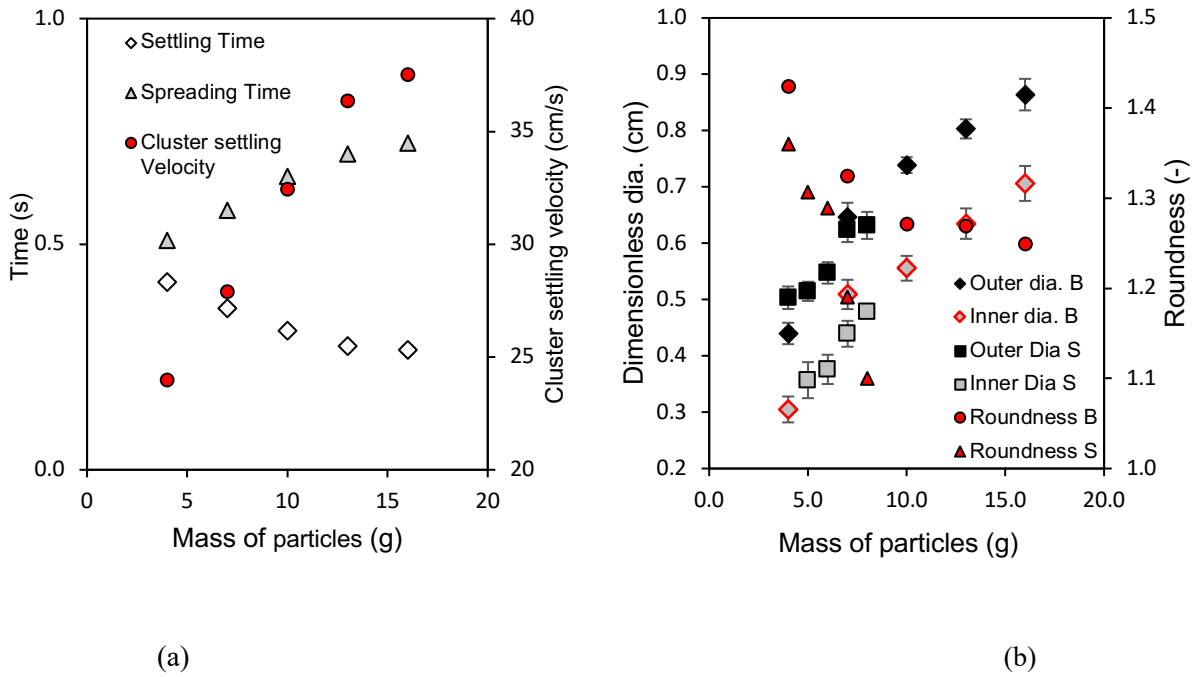 1.0
0.5
0.0
Time (s)
Settling Time
Spreading Time
Cluster settling
Velocity
40
35
30
25
20
Cluster settling velocity (cm/s)
0
5
10
15
20
Mass of particles (g)
(a)
1
0.9
0.8
0.7
0.6
0.5
0.4
0.3
0.2
Dimensionless dia. (cm)
Outer dia. B
Inner dia. B
Outer Dia S
Inner Dia S
Roundness B
Roundness S
1.5
1.4
1.3
1.2
1.1
1.0
Roundness (-)
0.0
5.0
10.0
15.0
20.0
Mass of particles (g)
(b)